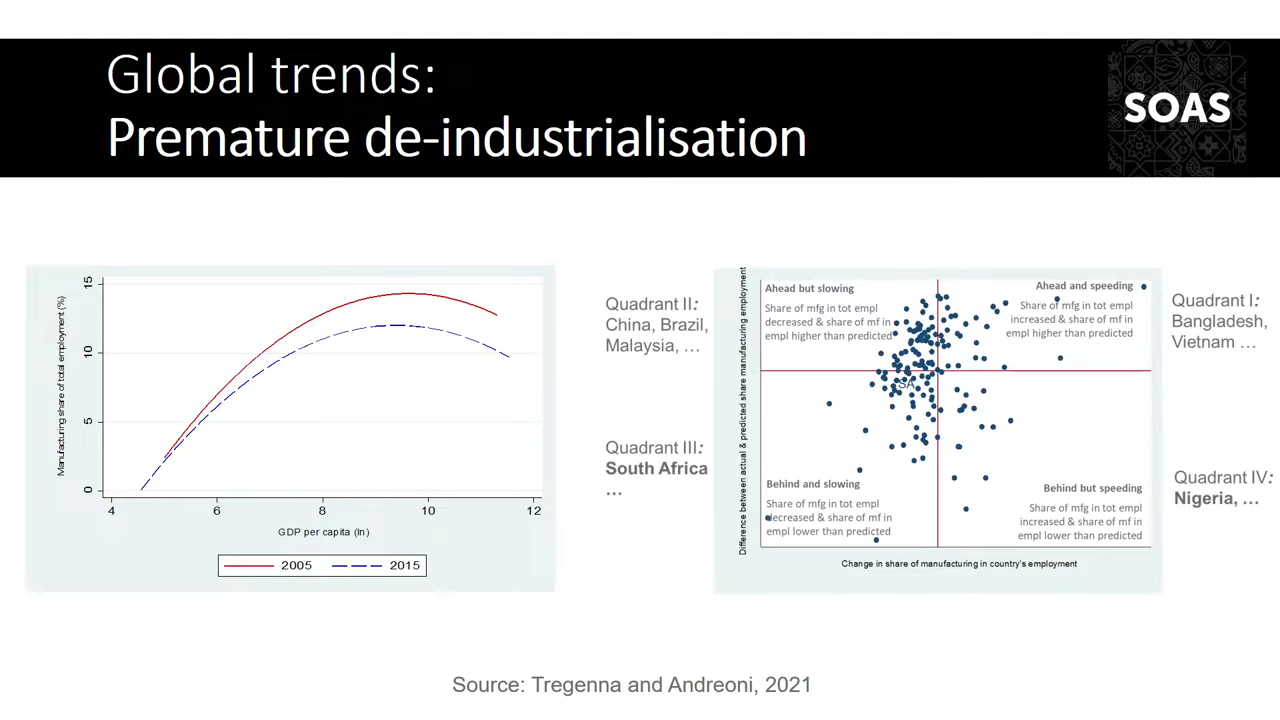 Global trends:
Premature de-industrialisation
SOAS
15
10
5
0
Manufacturing share of total employment (%)
4 6 8 10 12
GDP per capita (ln)
2005 2015
Quadrant II:
China, Brazil,
Malaysia, …
Quadrant III:
South Africa
…
Difference between actual & predicted share manufacturing employment
Ahead but slowing
Share of mfg in tot empl
decreased & share of mf in
empl higher than predicted
Ahead and speeding
Share of mfg in tot empl
increased & share of mf in
empl higher than predicted
SA
Behind and slowing
Share of mfg in tot empl
decreased & share of mf in
empl lower than predicted
Behind but speeding
Share of mfg in tot empl
increased & share of mf in
empl lower than predicted
Change in share of manufacturing in country's employment
Quadrant I:
Bangladesh,
Vietnam …
Quadrant IV:
Nigeria, …
Source: Tregenna and Andreoni, 2021